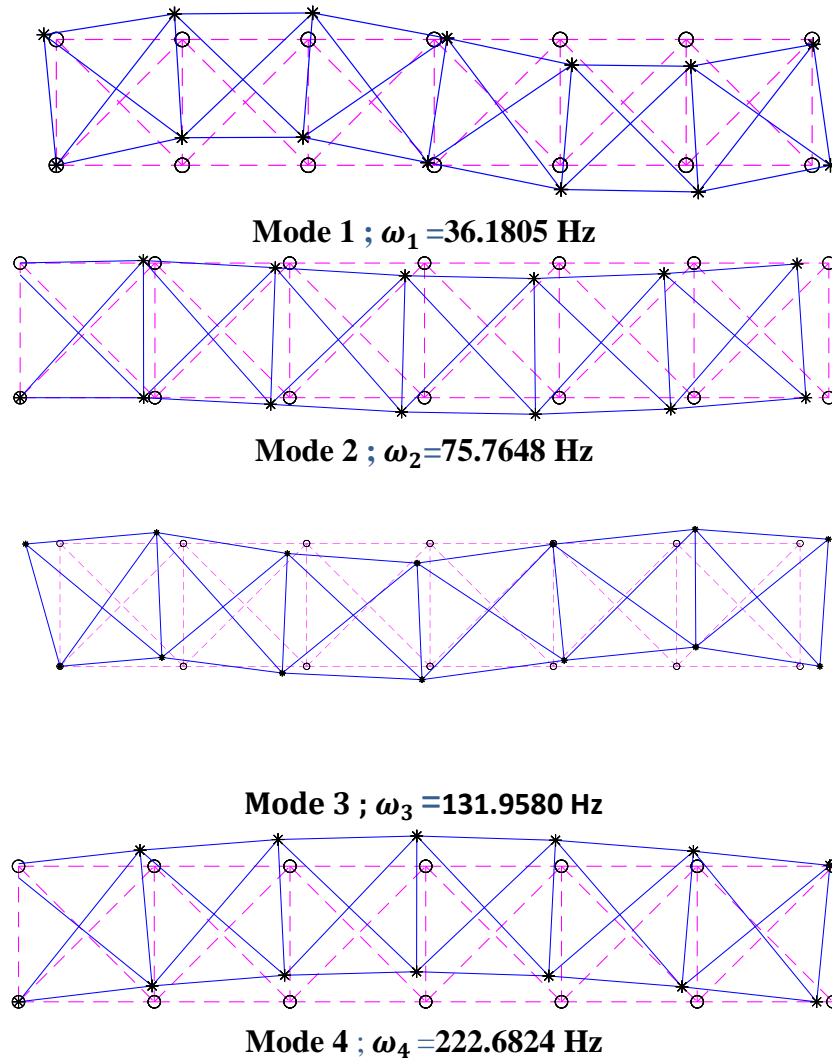 Mode 1 ; ω₁ =36.1805 Hz
Mode 2 ; ω₂=75.7648 Hz
Mode 3 ; ω₃ =131.9580 Hz
Mode 4 ; ω₄ =222.6824 Hz